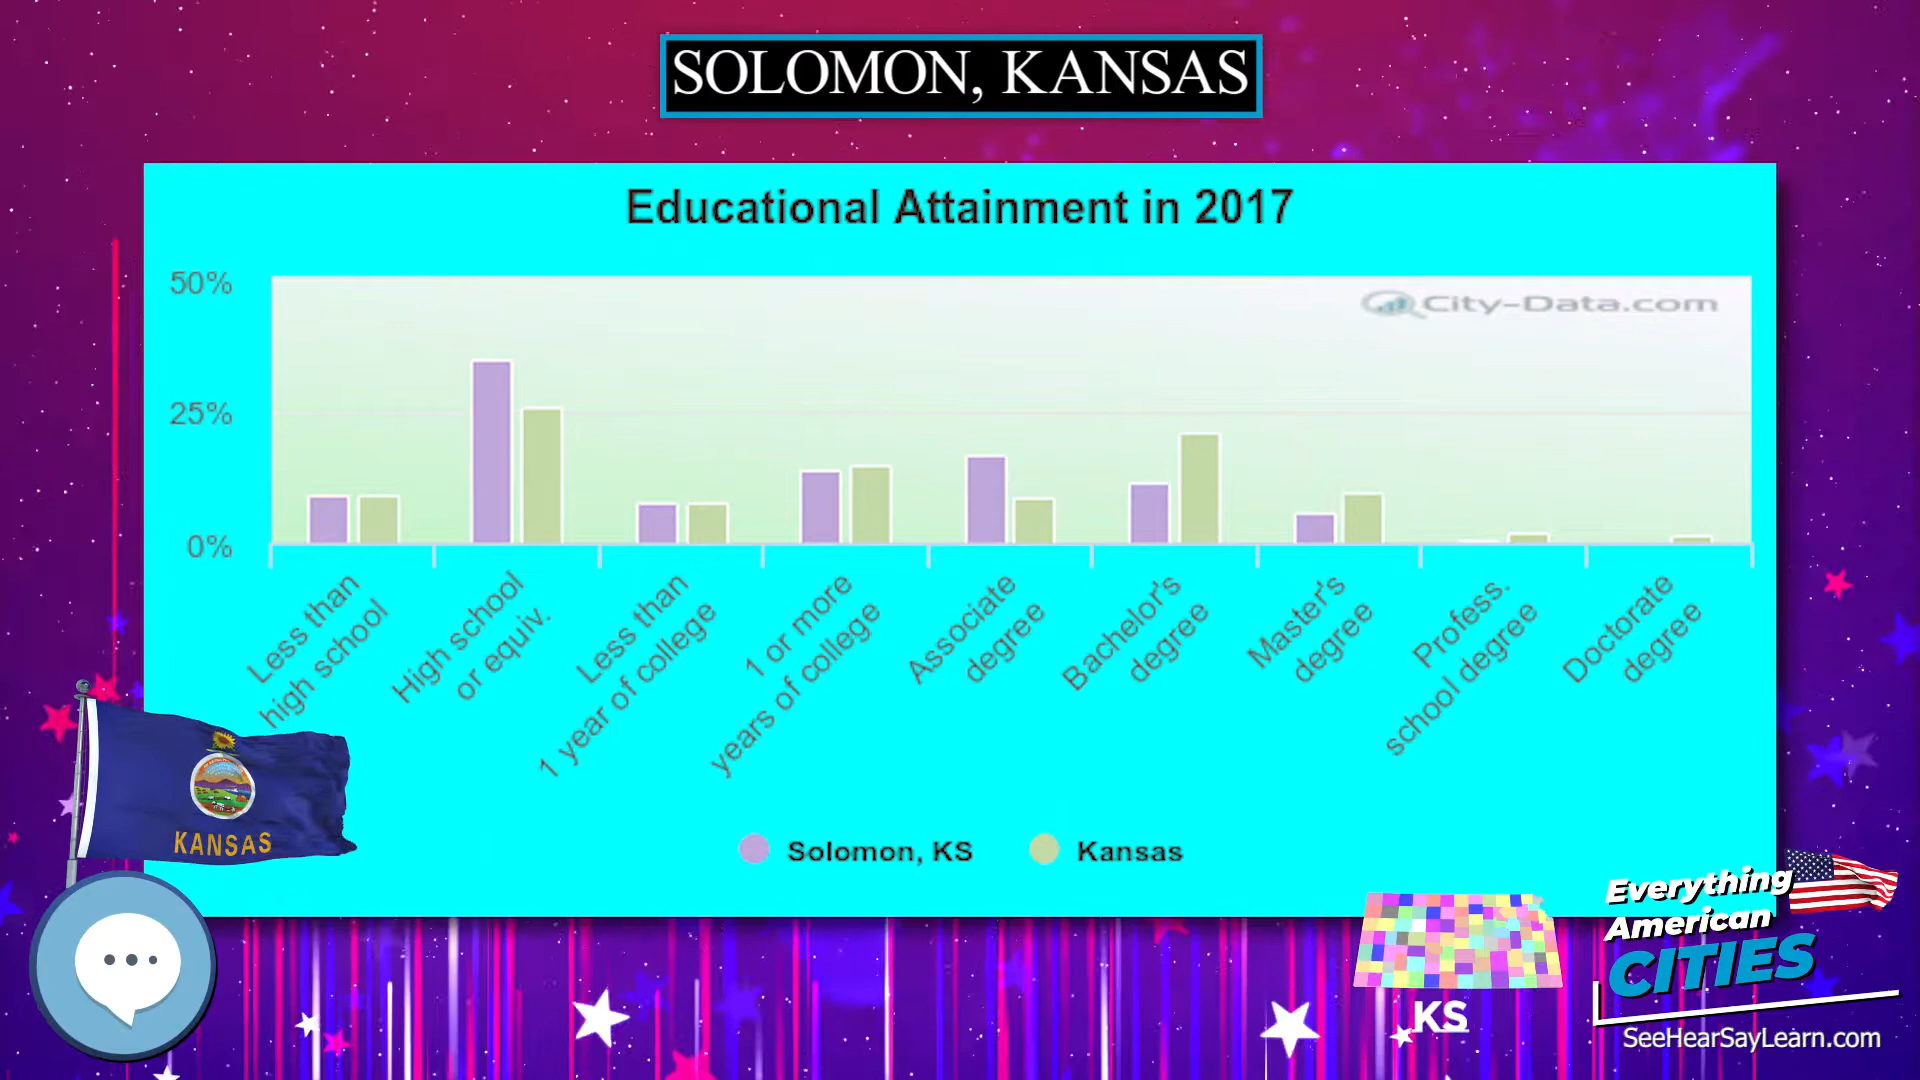 SOLOMON, KANSAS
Educational Attainment in 2017
50%
City-Data.com
25%
0%
Less than
high school
High school
or equiv.
Less than
1 year of college
1 or more
years of college
Associate
degree
Bachelor's
degree
Master's
degree
Profess.
school degree
Doctorate
degree
KANSAS
Solomon, KS
Kansas
Everything
American
CITIES
KS
SeeHearSayLearn.com